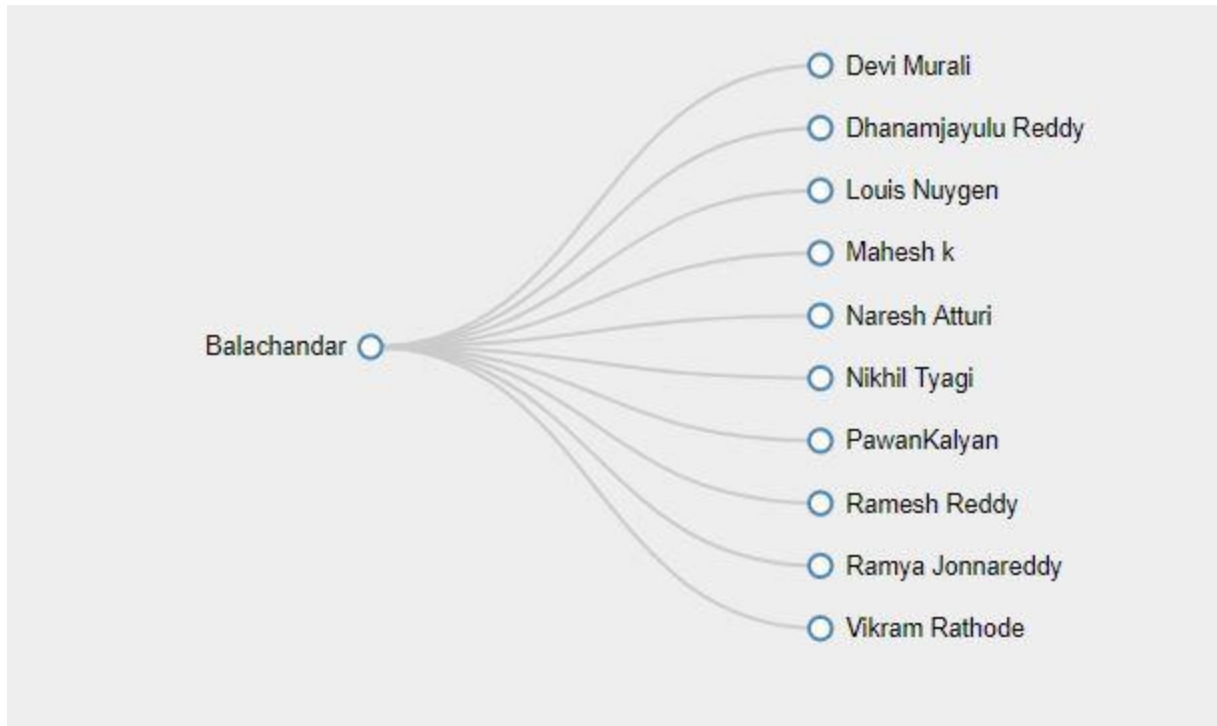 Devi Murali
Dhanamjayulu Reddy
Louis Nuygen
Mahesh k
Naresh Atturi
Balachandar
Nikhil Tyagi
PawanKalyan
Ramesh Reddy
Ramya Jonnareddy
Vikram Rathode